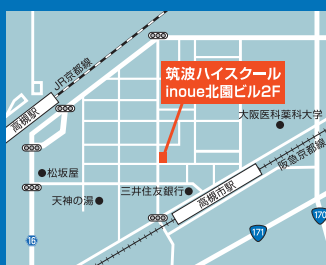 JR京都線
高槻駅
筑波ハイスクール
inoue北園ビル2F
大阪医科薬科大学
阪急京都線
松坂屋
天神の湯
三井住友銀行
高槻市駅
16
171
170